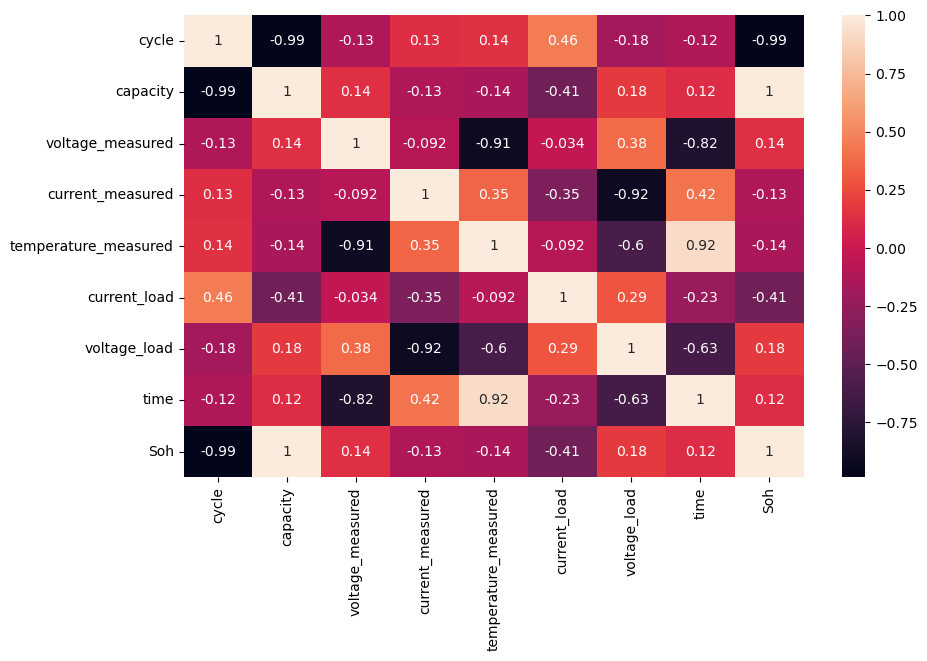 cycle 1 -0.99 -0.13 0.13 0.14 0.46 -0.18 -0.12 -0.99
capacity -0.99 1 0.14 -0.13 -0.14 -0.41 0.18 0.12 1
voltage_measured -0.13 0.14 1 -0.092 -0.91 -0.034 0.38 -0.82 0.14
current_measured 0.13 -0.13 -0.092 1 0.35 -0.35 -0.92 0.42 -0.13
temperature_measured 0.14 -0.14 -0.91 0.35 1 -0.092 -0.6 0.92 -0.14
current_load 0.46 -0.41 -0.034 -0.35 -0.092 1 0.29 -0.23 -0.41
voltage_load -0.18 0.18 0.38 -0.92 -0.6 0.29 1 -0.63 0.18
time -0.12 0.12 -0.82 0.42 0.92 -0.23 -0.63 1 0.12
Soh -0.99 1 0.14 -0.13 -0.14 -0.41 0.18 0.12 1
cycle
capacity
voltage_measured
current_measured
temperature_measured
current_load
voltage_load
time
Soh
1.00
0.75
0.50
0.25
0.00
−0.25
−0.50
−0.75